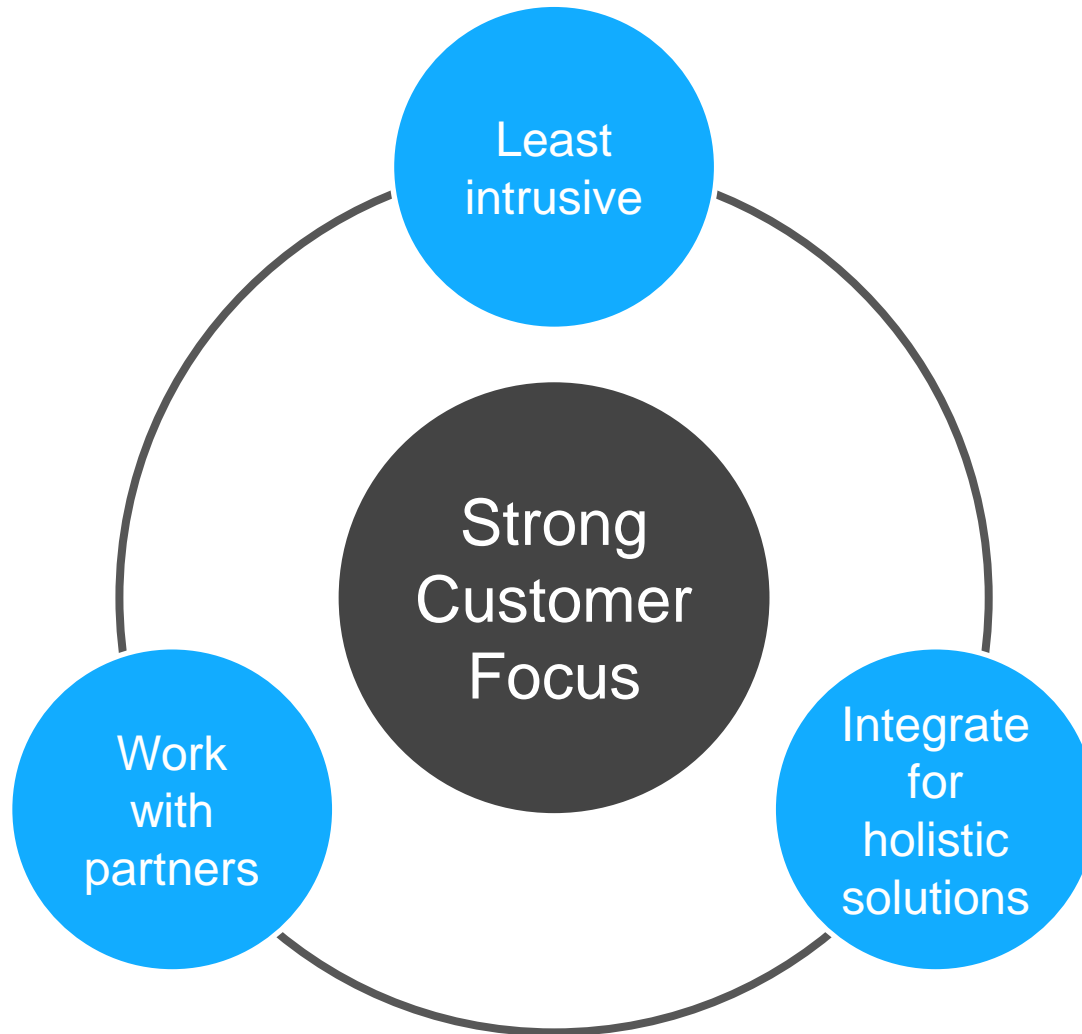 Least
intrusive
Strong
Customer
Focus
Work
with
partners
Integrate
for
holistic
solutions